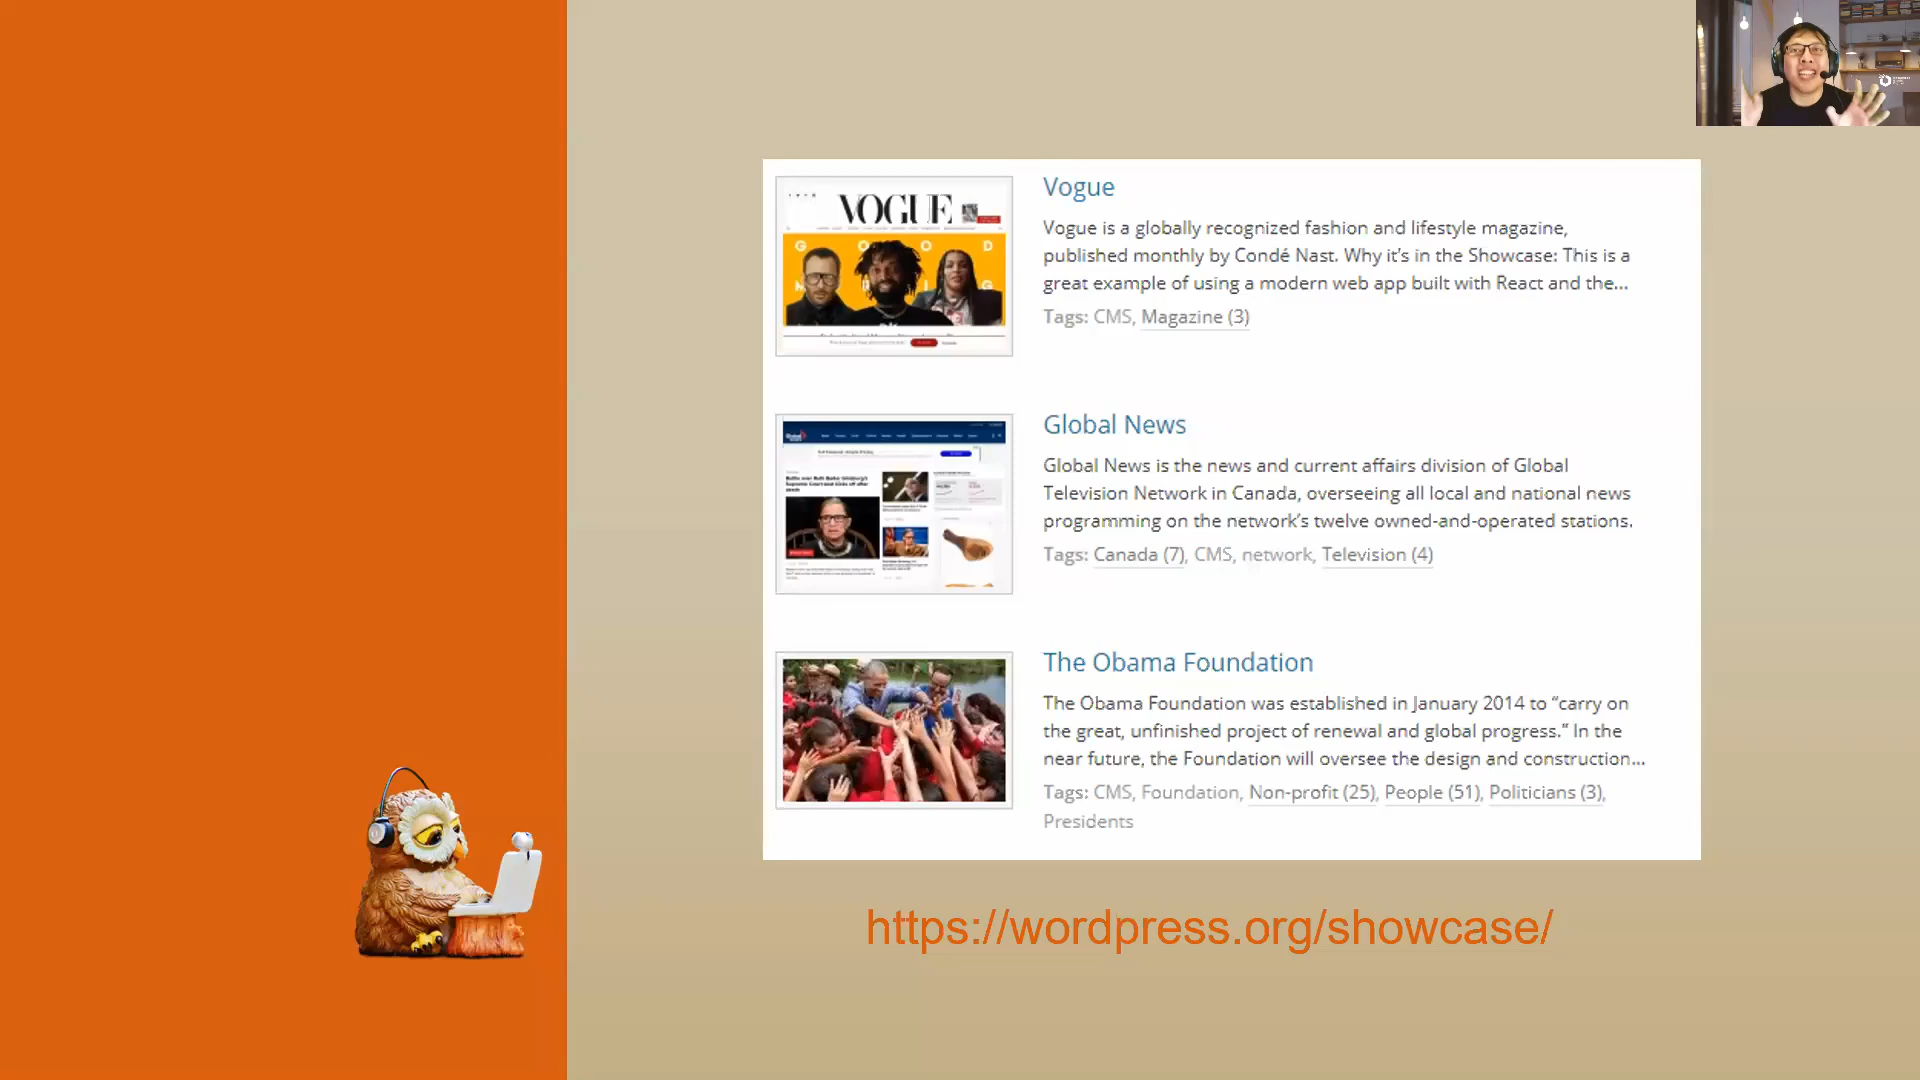 VOGUE
GOOD
Vogue
Vogue is a globally recognized fashion and lifestyle magazine,
published monthly by Condé Nast. Why it’s in the Showcase: This is a
great example of using a modern web app built with React and the...
Tags: CMS, Magazine (3)
Global News
Global News is the news and current affairs division of Global
Television Network in Canada, overseeing all local and national news
programming on the network’s twelve owned-and-operated stations.
Tags: Canada (7), CMS, network, Television (4)
The Obama Foundation
The Obama Foundation was established in January 2014 to “carry on
the great, unfinished project of renewal and global progress.” In the
near future, the Foundation will oversee the design and construction...
Tags: CMS, Foundation, Non-profit (25), People (51), Politicians (3),
Presidents
https://wordpress.org/showcase/